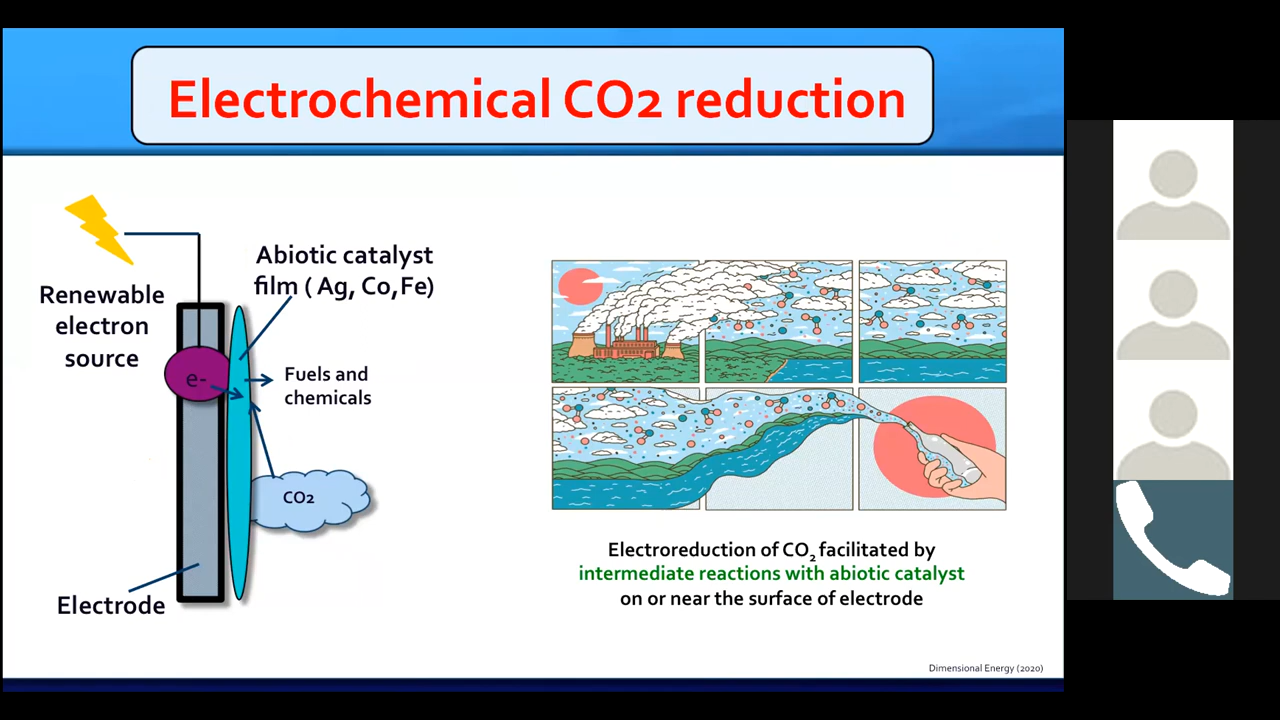 Electrochemical CO2 reduction
Abiotic catalyst
film ( Ag, Co,Fe)
Renewable
electron
source
e-
Fuels and
chemicals
CO2
Electrode
Electroreduction of CO₂ facilitated by
intermediate reactions with abiotic catalyst
on or near the surface of electrode
Dimensional Energy (2020)